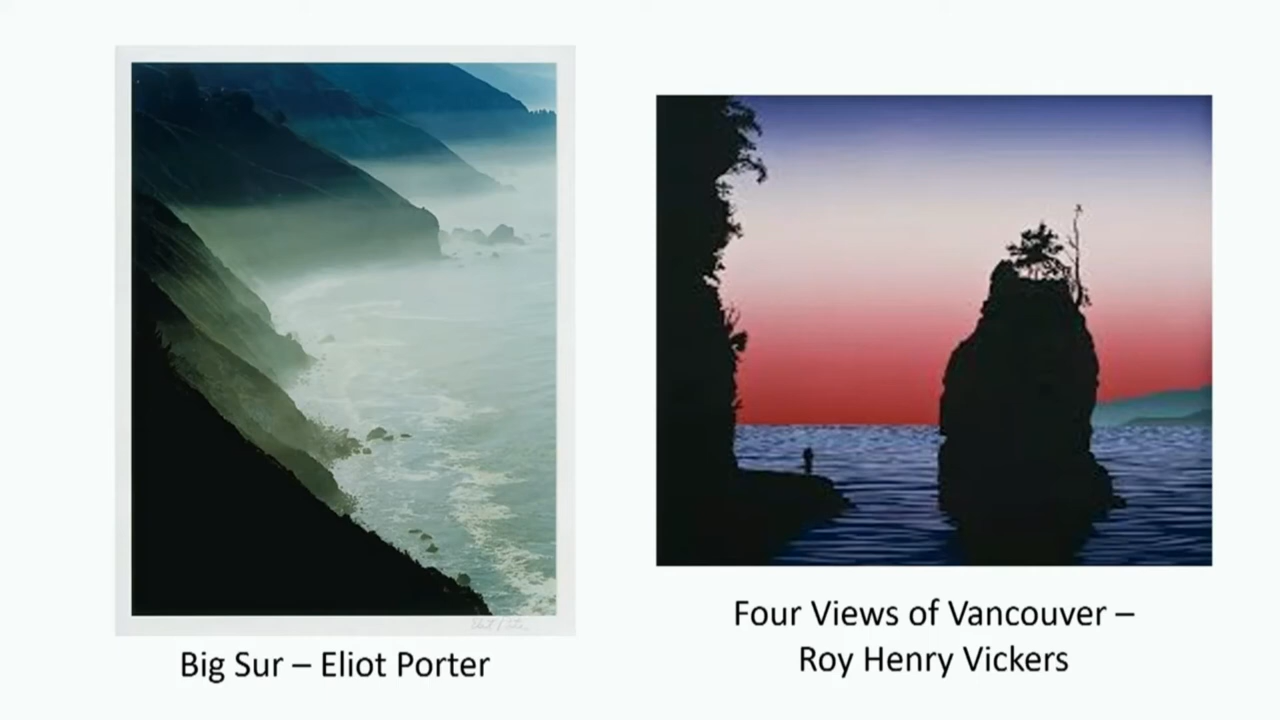 Big Sur – Eliot Porter
Four Views of Vancouver –
Roy Henry Vickers